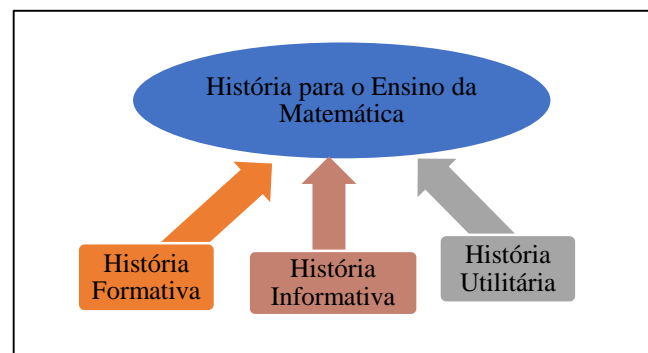 História para o Ensino da
Matemática
História
Formativa
História
Informativa
História
Utilitária